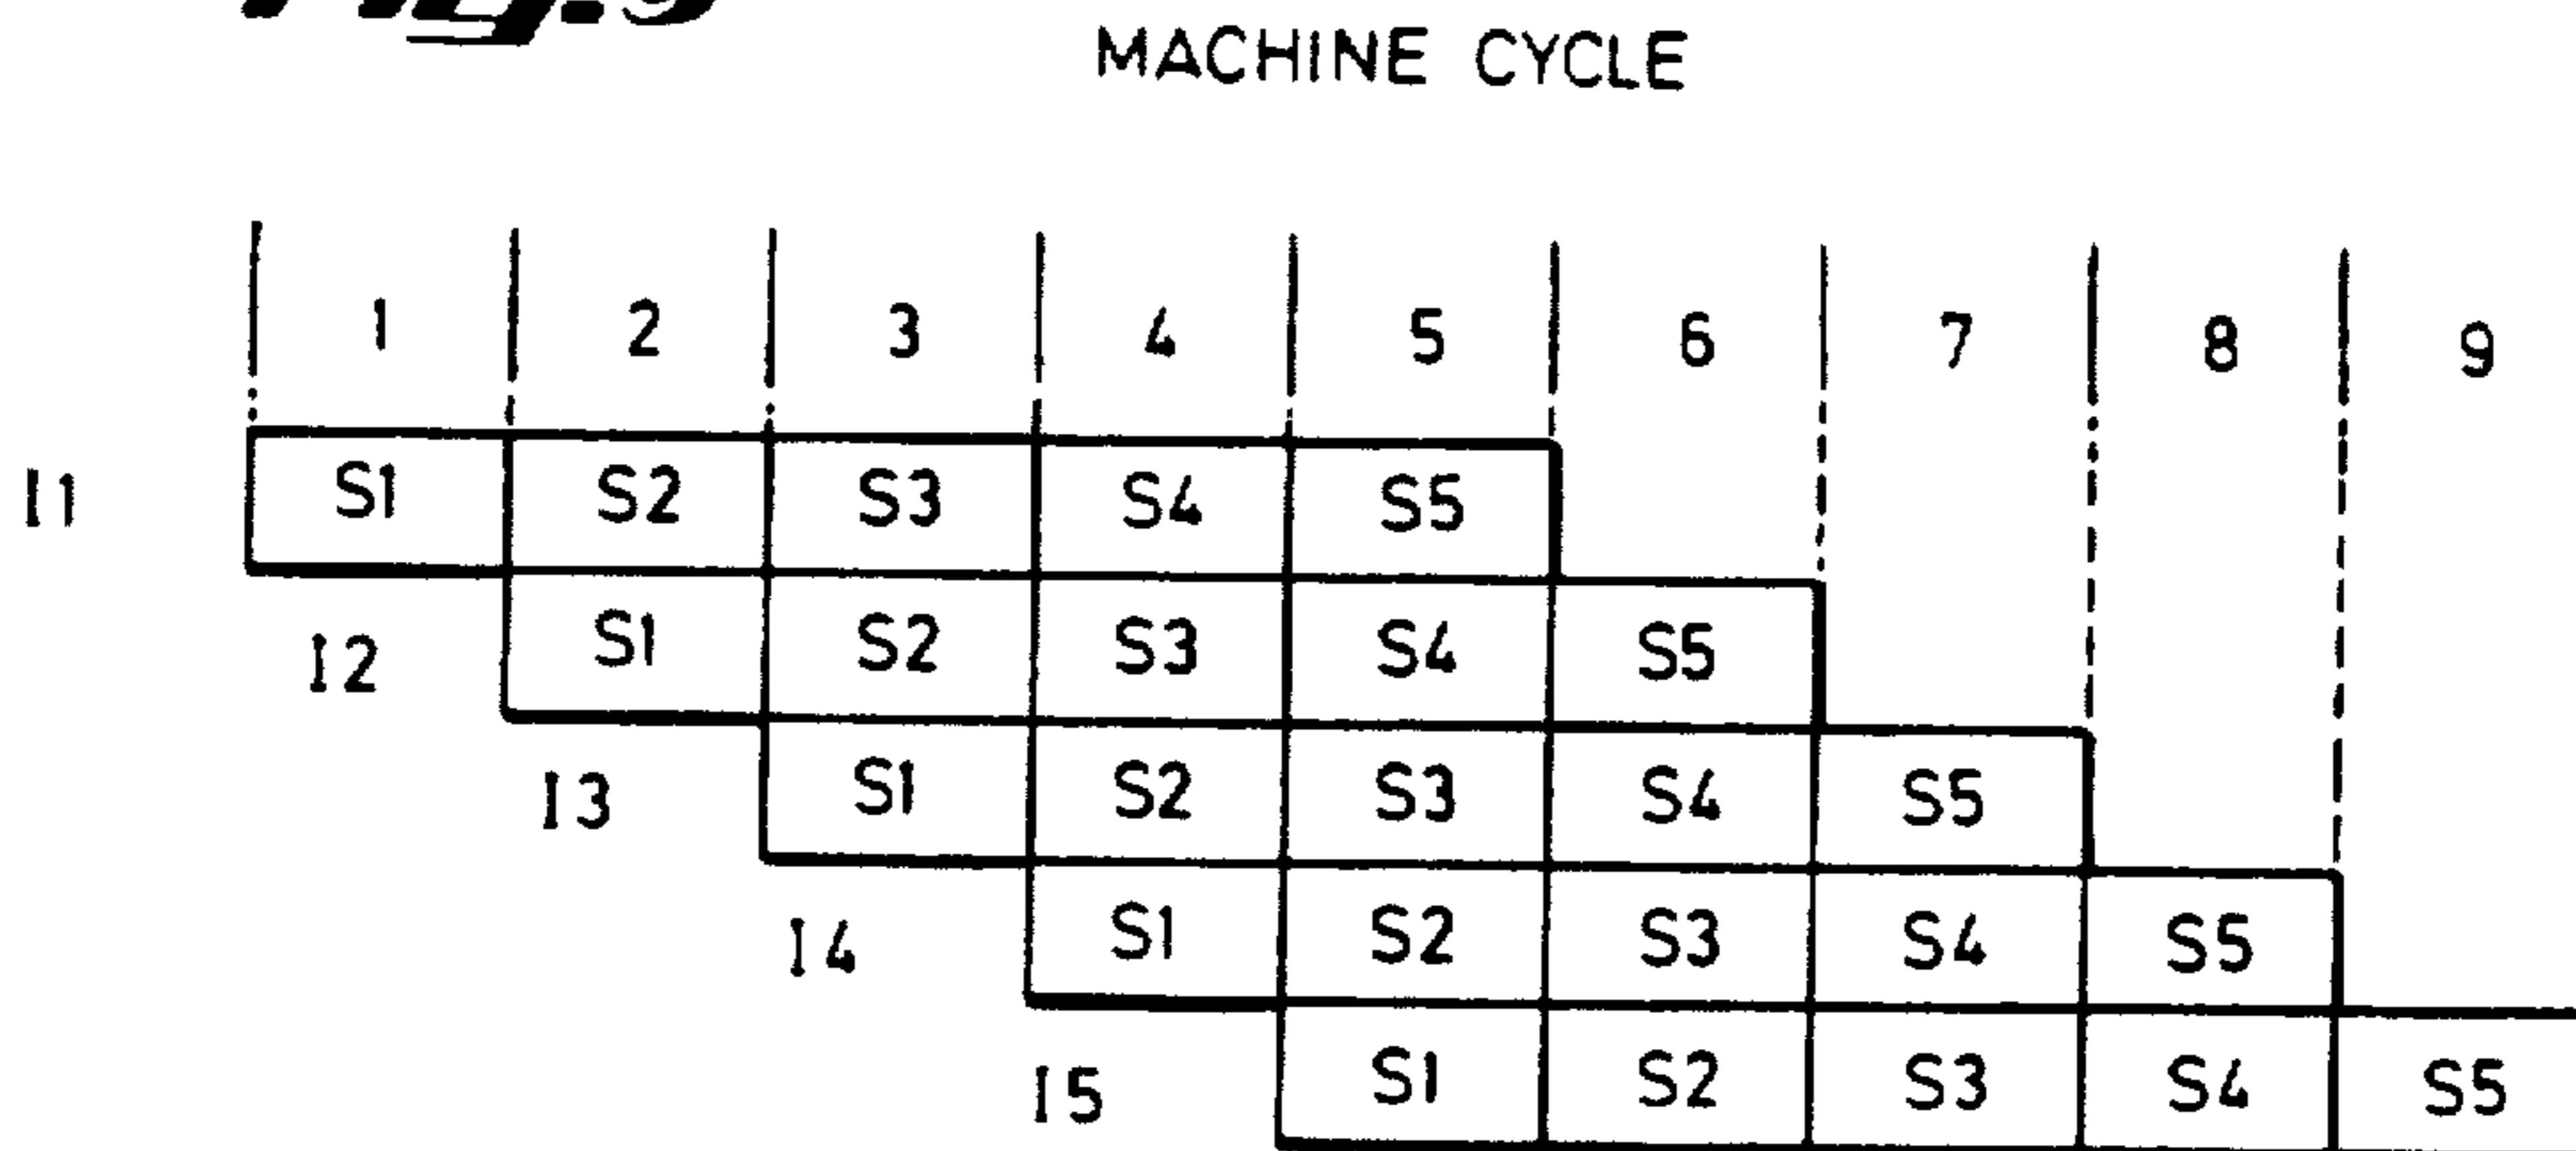 MACHINE CYCLE
1 2 3 4 5 6 7 8 9
I1 S1 S2 S3 S4 S5
I2 S1 S2 S3 S4 S5
I3 S1 S2 S3 S4 S5
I4 S1 S2 S3 S4 S5
I5 S1 S2 S3 S4 S5